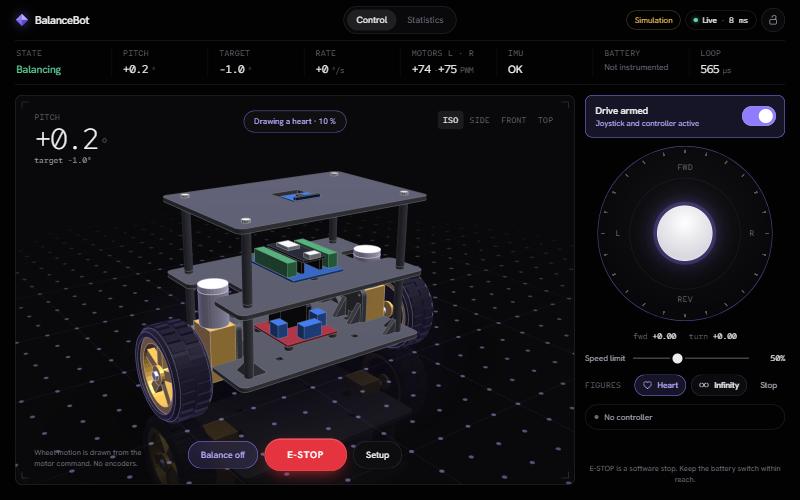 BalanceBot
Control Statistics
Simulation Live · 8 ms
STATE PITCH TARGET RATE MOTORS L · R IMU BATTERY LOOP
Balancing +0.2 ° -1.0 ° +0 °/s +74 · +75 PWM OK Not instrumented 565 µs
PITCH
+0.2°
target -1.0°
Drawing a heart · 10 %
ISO SIDE FRONT TOP
Drive armed
Joystick and controller active
FWD
L R
REV
fwd +0.00 turn +0.00
Speed limit 50%
FIGURES Heart Infinity Stop
No controller
Wheel motion is drawn from the
motor command. No encoders.
Balance off E-STOP Setup
E-STOP is a software stop. Keep the battery switch within
reach.